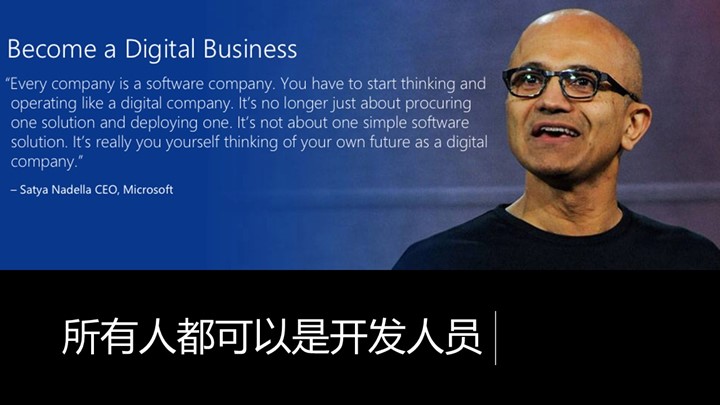 Become a Digital Business
“Every company is a software company. You have to start thinking and
operating like a digital company. It’s no longer just about procuring
one solution and deploying one. It’s not about one simple software
solution. It’s really you yourself thinking of your own future as a digital
company.”
– Satya Nadella CEO, Microsoft
所有人都可以是开发人员